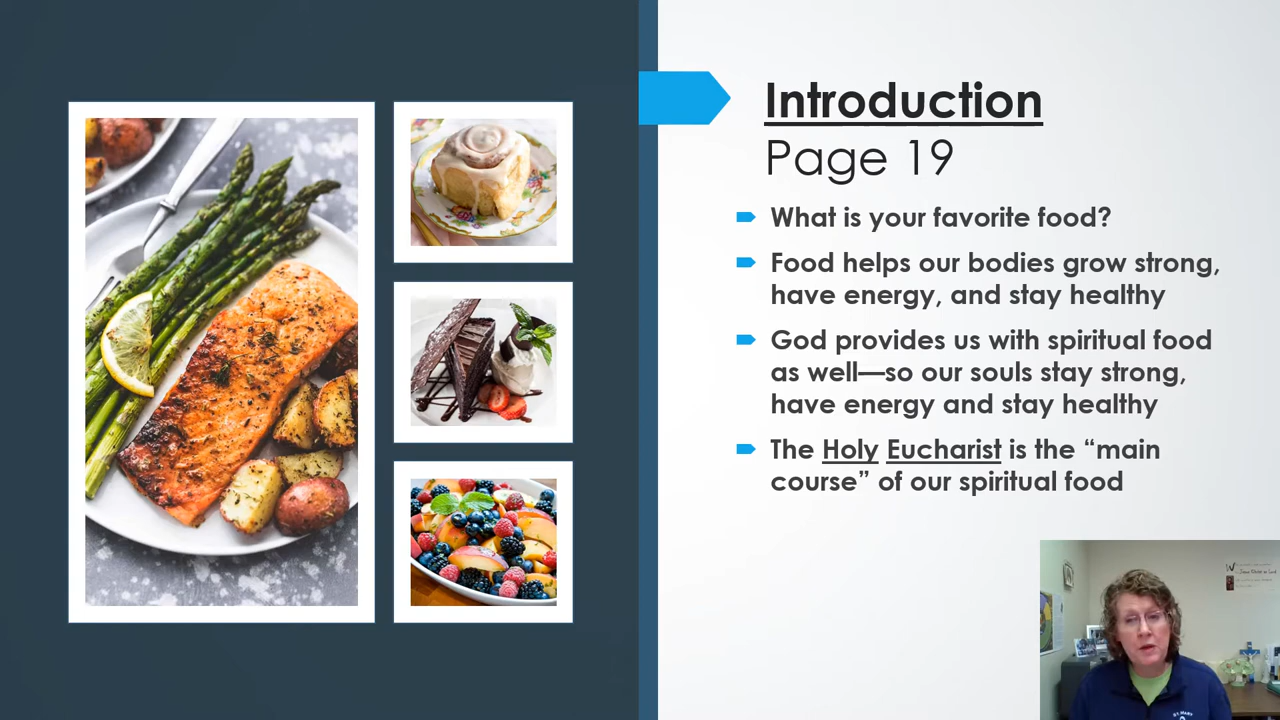 Introduction
Page 19
What is your favorite food?
Food helps our bodies grow strong,
have energy, and stay healthy
God provides us with spiritual food
as well—so our souls stay strong,
have energy and stay healthy
The Holy Eucharist is the “main
course” of our spiritual food